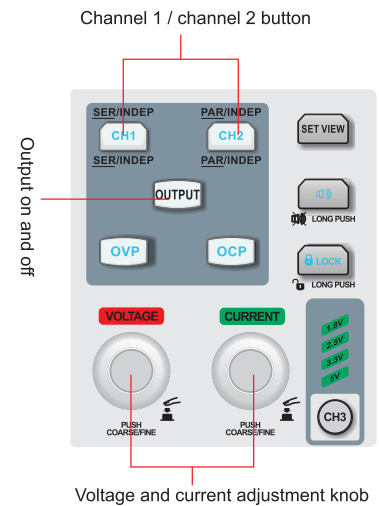 Channel 1 / channel 2 button
SER/INDEP PAR/INDEP
CH1 CH2 SET VIEW
SER/INDEP PAR/INDEP
Output on and off
OUTPUT
LONG PUSH
OVP OCP LOCK
LONG PUSH
VOLTAGE CURRENT
1.8V
2.5V
3.3V
5V
CH3
PUSH PUSH
COARSE/FINE COARSE/FINE
Voltage and current adjustment knob